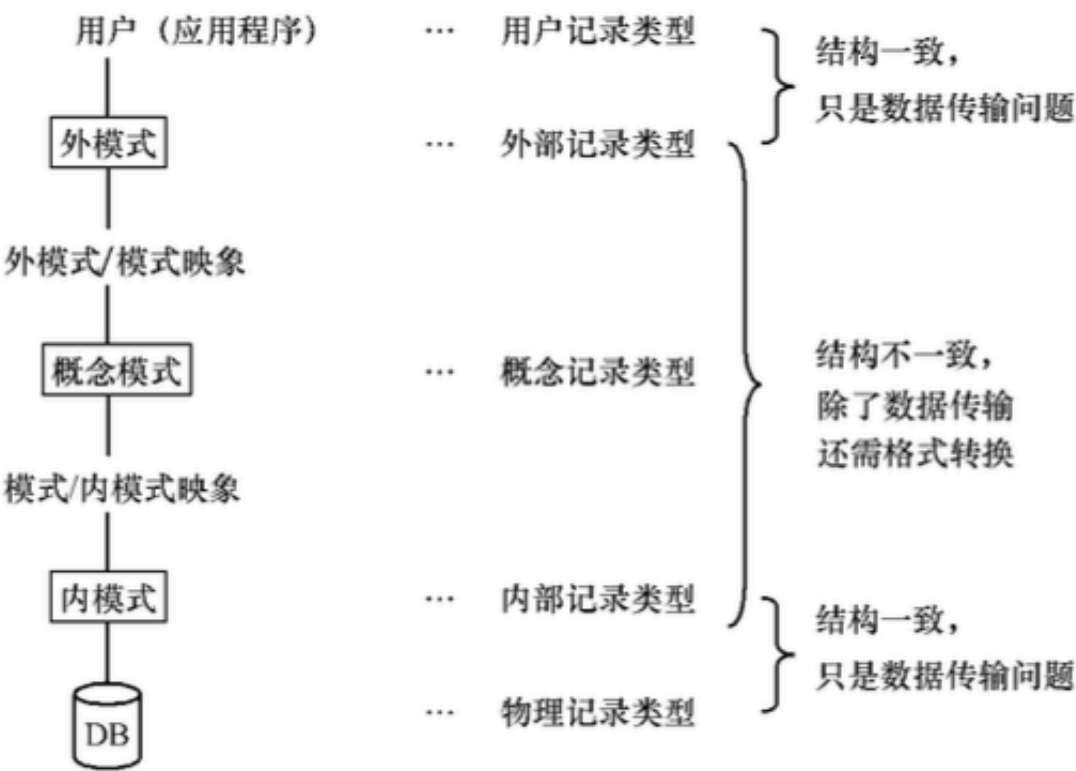 用户（应用程序） … 用户记录类型
结构一致，
只是数据传输问题
外模式 … 外部记录类型
外模式/模式映象
概念模式 … 概念记录类型
结构不一致，
除了数据传输
还需格式转换
模式/内模式映象
内模式 … 内部记录类型
结构一致，
只是数据传输问题
DB … 物理记录类型